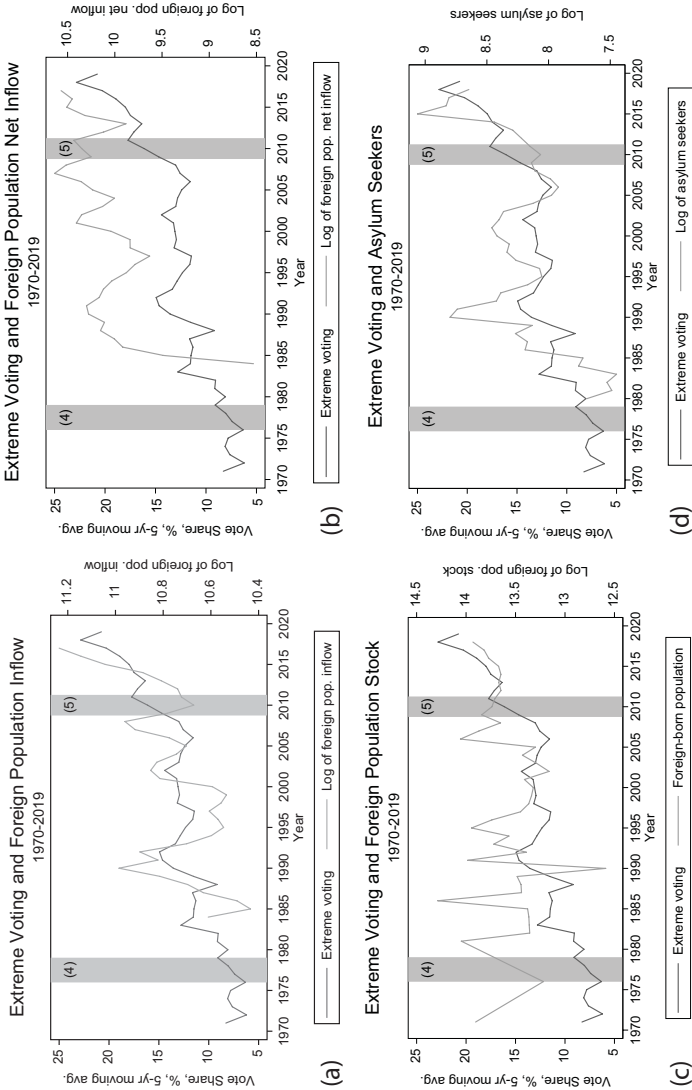 (a)
Extreme Voting and Foreign Population Inflow
1970-2019
Vote Share, %, 5-yr moving avg.
25
20
15
10
5
(4)
(5)
Log of foreign pop. inflow
11.2
11
10.8
10.6
10.4
1970 1975 1980 1985 1990 1995 2000 2005 2010 2015 2020
Year
Extreme voting Log of foreign pop. inflow
(b)
Extreme Voting and Foreign Population Net Inflow
1970-2019
Vote Share, %, 5-yr moving avg.
25
20
15
10
5
(4)
(5)
Log of foreign pop. net inflow
10.5
10
9.5
9
8.5
1970 1975 1980 1985 1990 1995 2000 2005 2010 2015 2020
Year
Extreme voting Log of foreign pop. net inflow
(c)
Extreme Voting and Foreign Population Stock
1970-2019
Vote Share, %, 5-yr moving avg.
25
20
15
10
5
(4)
(5)
Log of foreign pop. stock
14.5
14
13.5
13
12.5
1970 1975 1980 1985 1990 1995 2000 2005 2010 2015 2020
Year
Extreme voting Foreign-born population
(d)
Extreme Voting and Asylum Seekers
1970-2019
Vote Share, %, 5-yr moving avg.
25
20
15
10
5
(4)
(5)
Log of asylum seekers
9
8.5
8
7.5
1970 1975 1980 1985 1990 1995 2000 2005 2010 2015 2020
Year
Extreme voting Log of asylum seekers